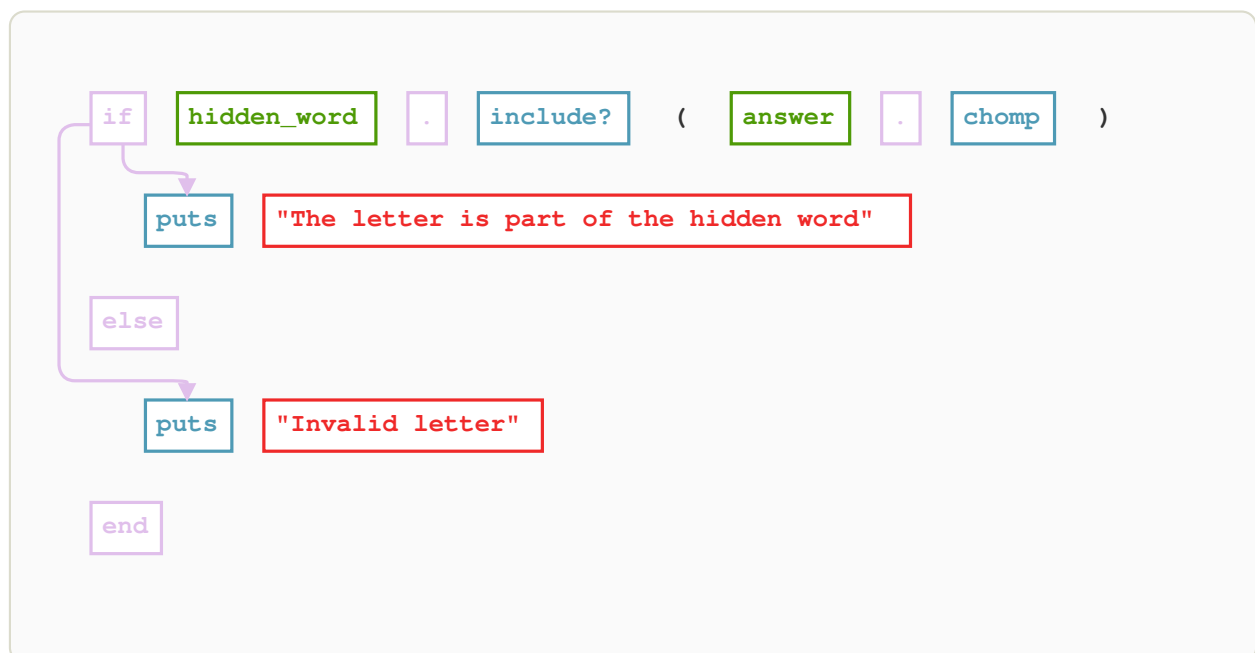 if hidden_word . include? ( answer . chomp )
puts "The letter is part of the hidden word"
else
puts "Invalid letter"
end